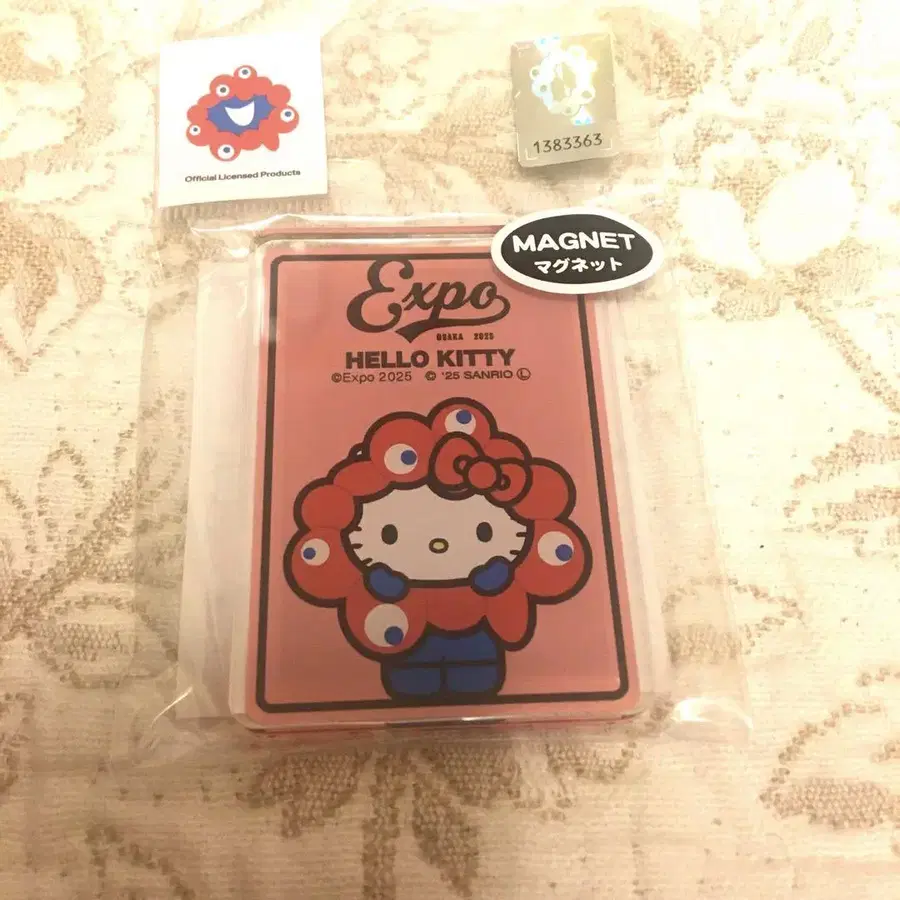 Official Licensed Products
1383363
MAGNET
マグネット
Expo
OSAKA 2025
HELLO KITTY
©Expo 2025 © '25 SANRIO Ⓛ